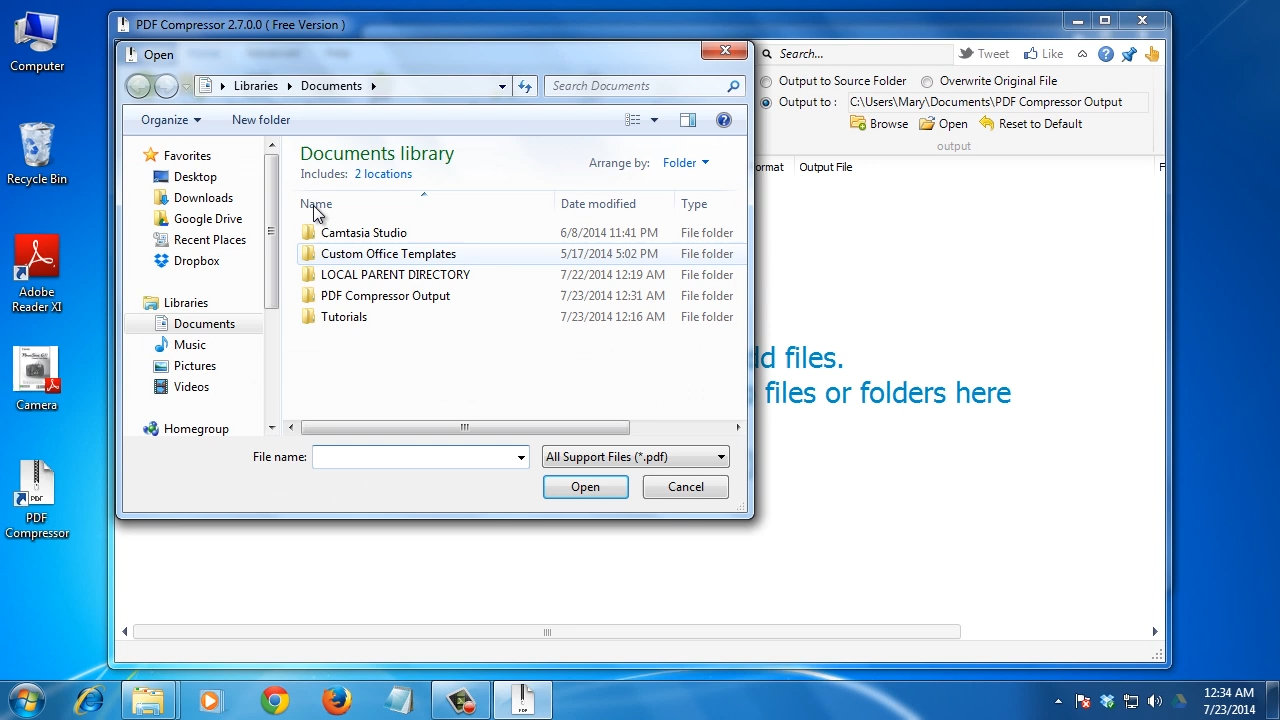 Computer
Recycle Bin
Adobe
Reader XI
Camera
PDF
PDF
Compressor
PDF Compressor 2.7.0.0 ( Free Version )
Search...
Tweet
Like
Output to Source Folder
Overwrite Original File
Output to :
C:\Users\Mary\Documents\PDF Compressor Output
Browse
Open
Reset to Default
output
ormat
Output File
F
dd files.
files or folders here
Open
Libraries
Documents
Search Documents
Organize
New folder
Favorites
Desktop
Downloads
Google Drive
Recent Places
Dropbox
Libraries
Documents
Music
Pictures
Videos
Homegroup
Documents library
Includes: 2 locations
Arrange by: Folder
Name Date modified Type
Camtasia Studio 6/8/2014 11:41 PM File folder
Custom Office Templates 5/17/2014 5:02 PM File folder
LOCAL PARENT DIRECTORY 7/22/2014 12:19 AM File folder
PDF Compressor Output 7/23/2014 12:31 AM File folder
Tutorials 7/23/2014 12:16 AM File folder
File name:
All Support Files (*.pdf)
Open
Cancel
PDF
12:34 AM
7/23/2014